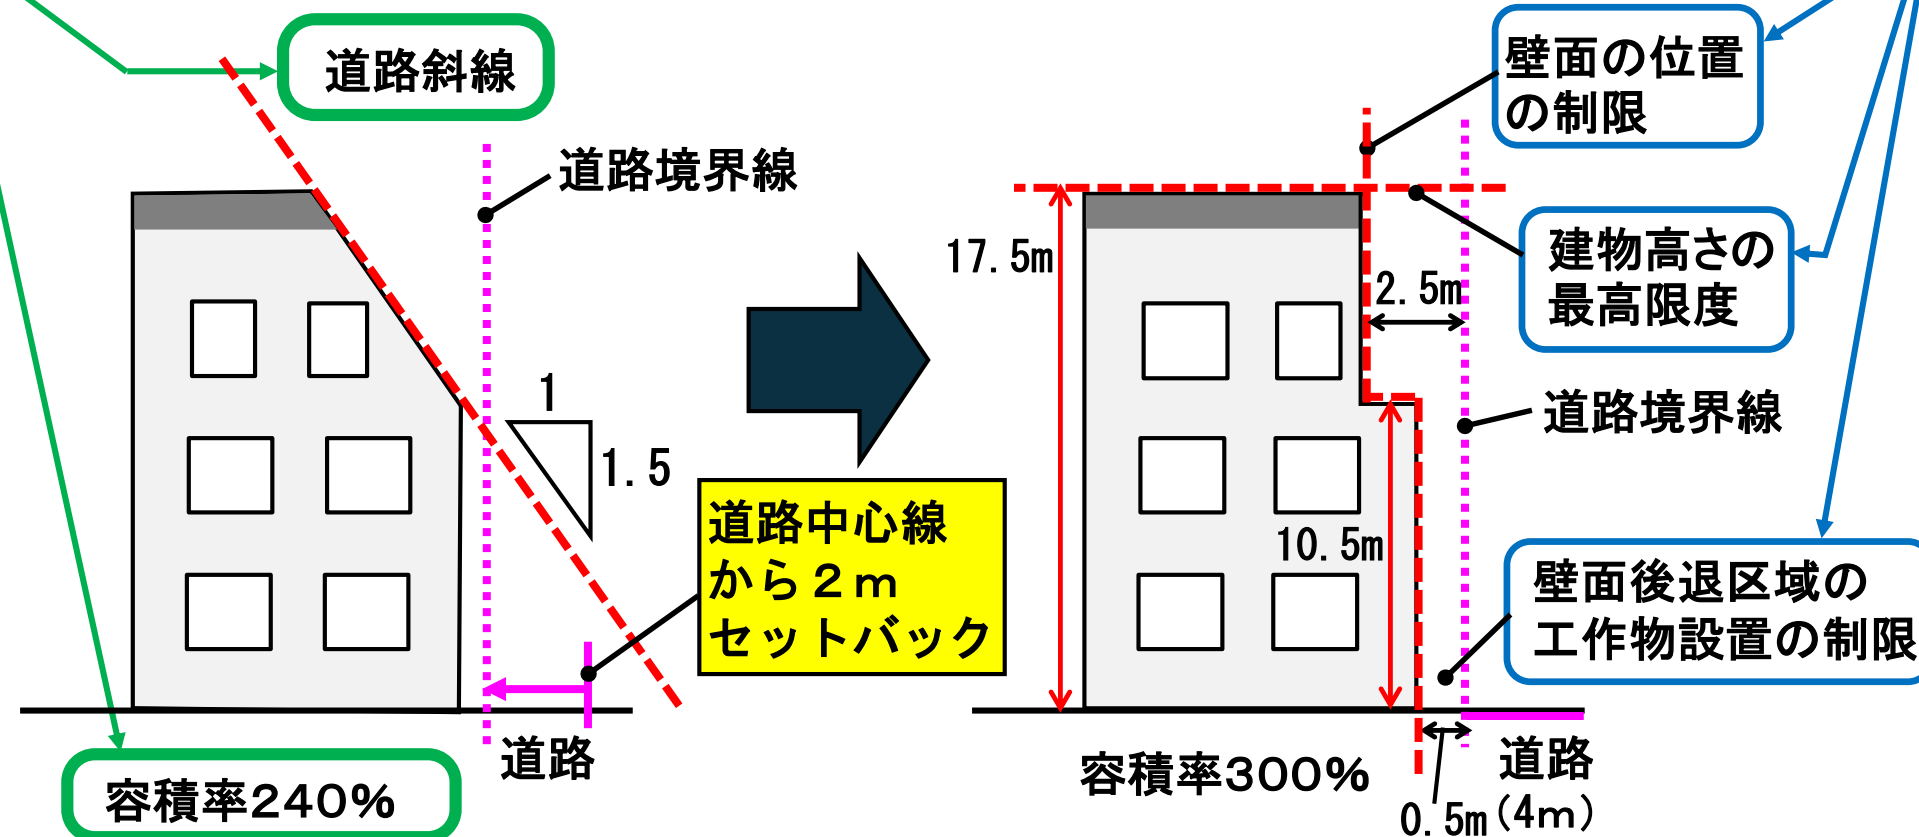 道路斜線
道路境界線
1
1.5
道路中心線
から２ｍ
セットバック
道路
容積率240%
壁面の位置
の制限
17.5m
2.5m
建物高さの
最高限度
道路境界線
10.5m
壁面後退区域の
工作物設置の制限
容積率300%
0.5m
道路
(4m)